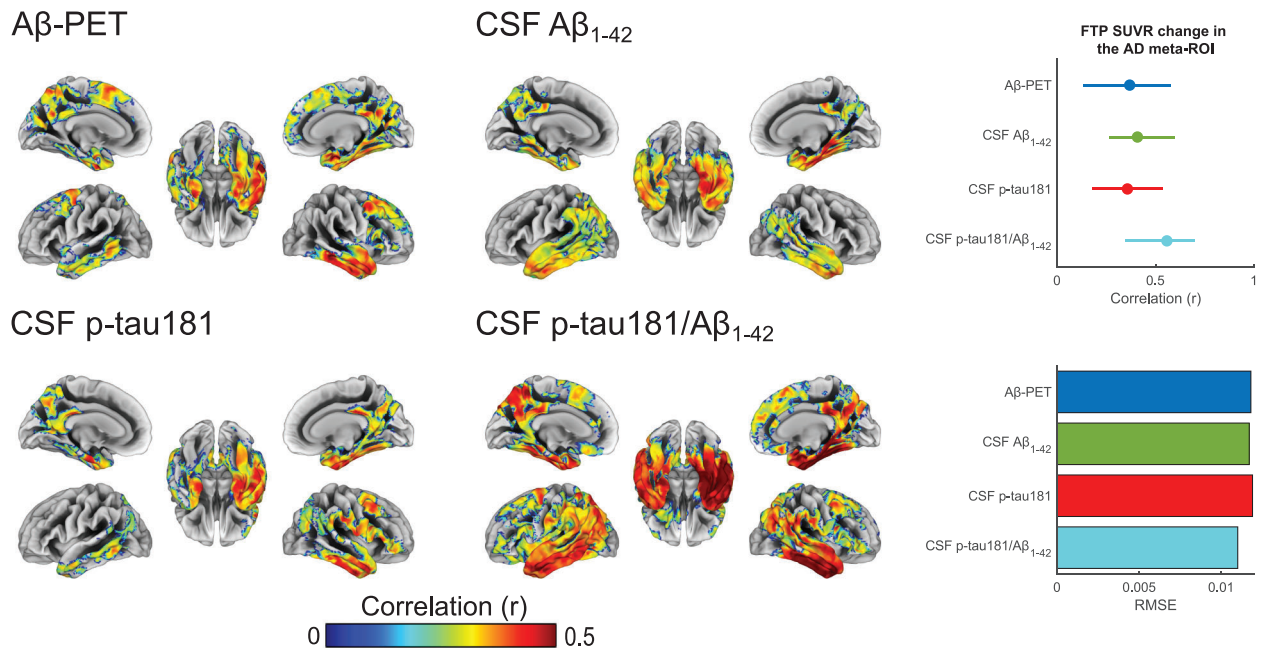 Aβ-PET
CSF Aβ1-42
CSF p-tau181
CSF p-tau181/Aβ1-42
Correlation (r)
0
0.5
FTP SUVR change in
the AD meta-ROI
Aβ-PET
CSF Aβ1-42
CSF p-tau181
CSF p-tau181/Aβ1-42
0
0.5
1
Correlation (r)
Aβ-PET
CSF Aβ1-42
CSF p-tau181
CSF p-tau181/Aβ1-42
0
0.005
0.01
RMSE